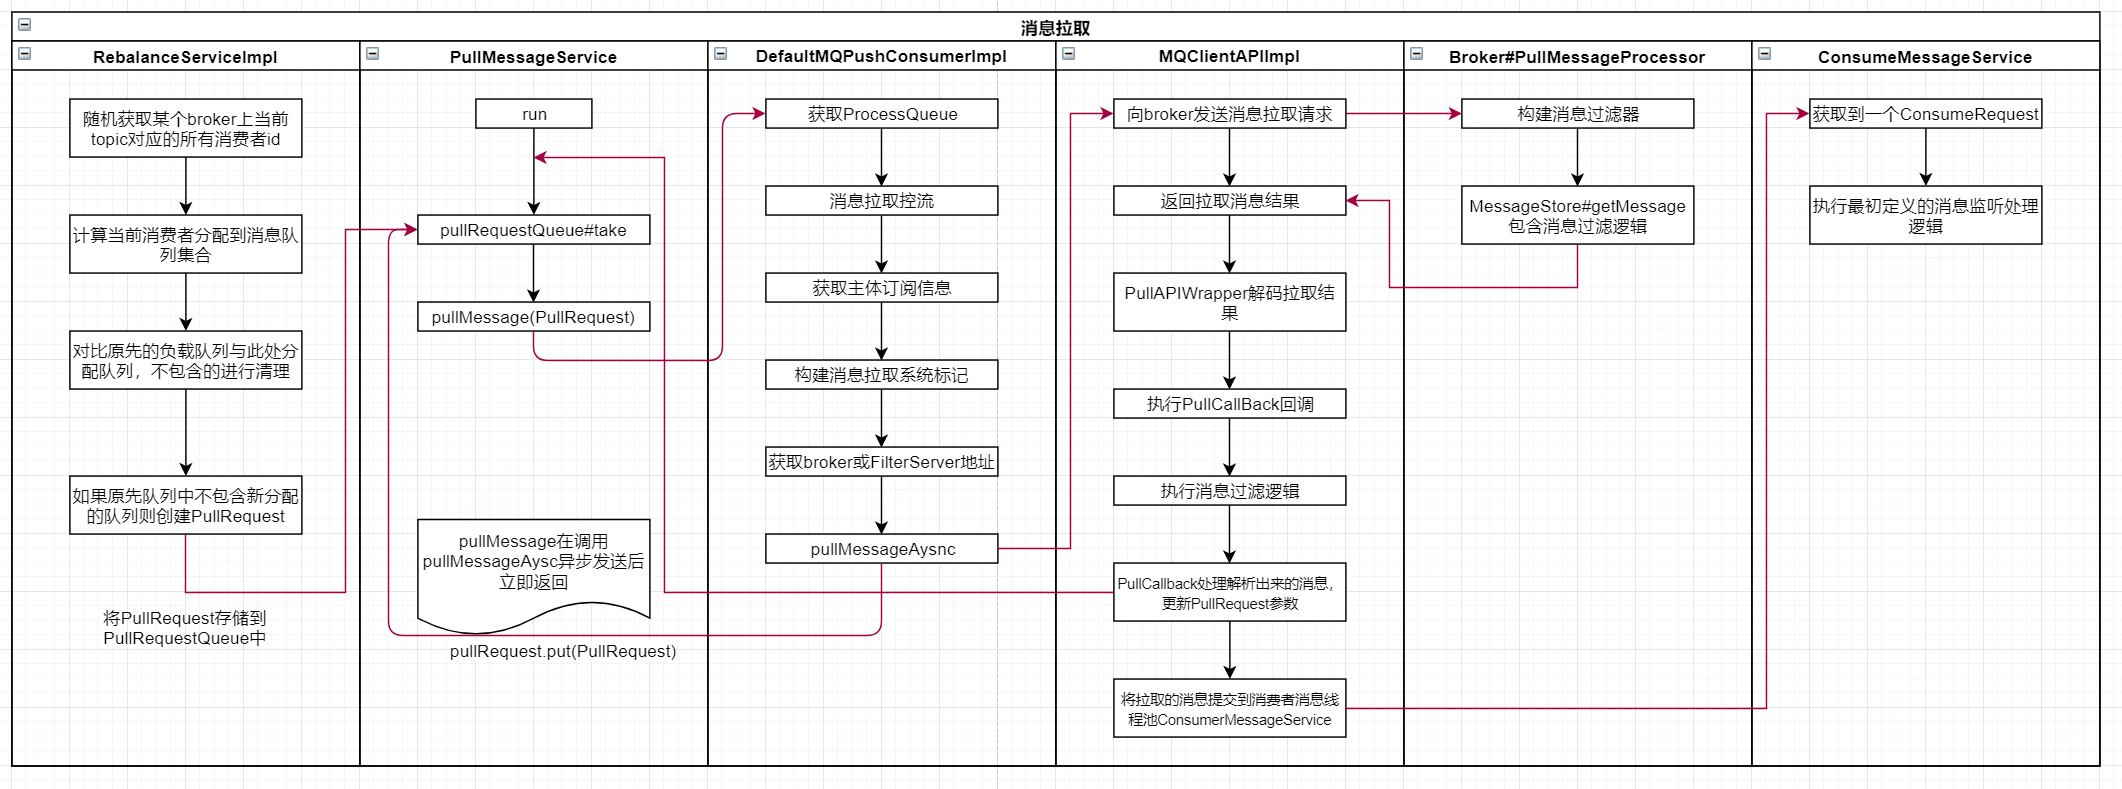 消息拉取
RebalanceServiceImpl
随机获取某个broker上当前
topic对应的所有消费者id
计算当前消费者分配到消息队
列集合
对比原先的负载队列与此处分
配队列，不包含的进行清理
如果原先队列中不包含新分配
的队列则创建PullRequest
将PullRequest存储到
PullRequestQueue中
PullMessageService
run
pullRequestQueue#take
pullMessage(PullRequest)
pullMessage在调用
pullMessageAysc异步发送后
立即返回
pullRequest.put(PullRequest)
DefaultMQPushConsumerImpl
获取ProcessQueue
消息拉取控流
获取主体订阅信息
构建消息拉取系统标记
获取broker或FilterServer地址
pullMessageAysnc
MQClientAPIImpl
向broker发送消息拉取请求
返回拉取消息结果
PullAPIWrapper解码拉取结
果
执行PullCallBack回调
执行消息过滤逻辑
PullCallback处理解析出来的消息，
更新PullRequest参数
将拉取的消息提交到消费者消息线
程池ConsumerMessageService
Broker#PullMessageProcessor
构建消息过滤器
MessageStore#getMessage
包含消息过滤逻辑
ConsumeMessageService
获取到一个ConsumeRequest
执行最初定义的消息监听处理
逻辑